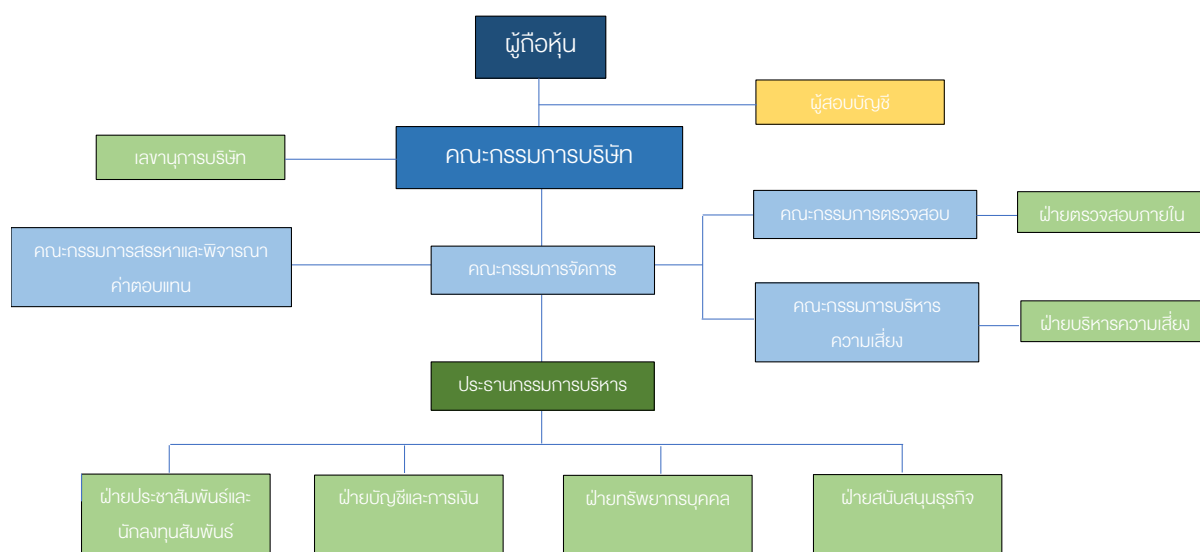 ผู้ถือหุ้น
ผู้สอบบัญชี
เลขานุการบริษัท
คณะกรรมการบริษัท
คณะกรรมการตรวจสอบ
ฝ่ายตรวจสอบภายใน
คณะกรรมการสรรหาและพิจารณา
ค่าตอบแทน
คณะกรรมการจัดการ
คณะกรรมการบริหาร
ความเสี่ยง
ฝ่ายบริหารความเสี่ยง
ประธานกรรมการบริหาร
ฝ่ายประชาสัมพันธ์และ
นักลงทุนสัมพันธ์
ฝ่ายบัญชีและการเงิน
ฝ่ายทรัพยากรบุคคล
ฝ่ายสนับสนุนธุรกิจ